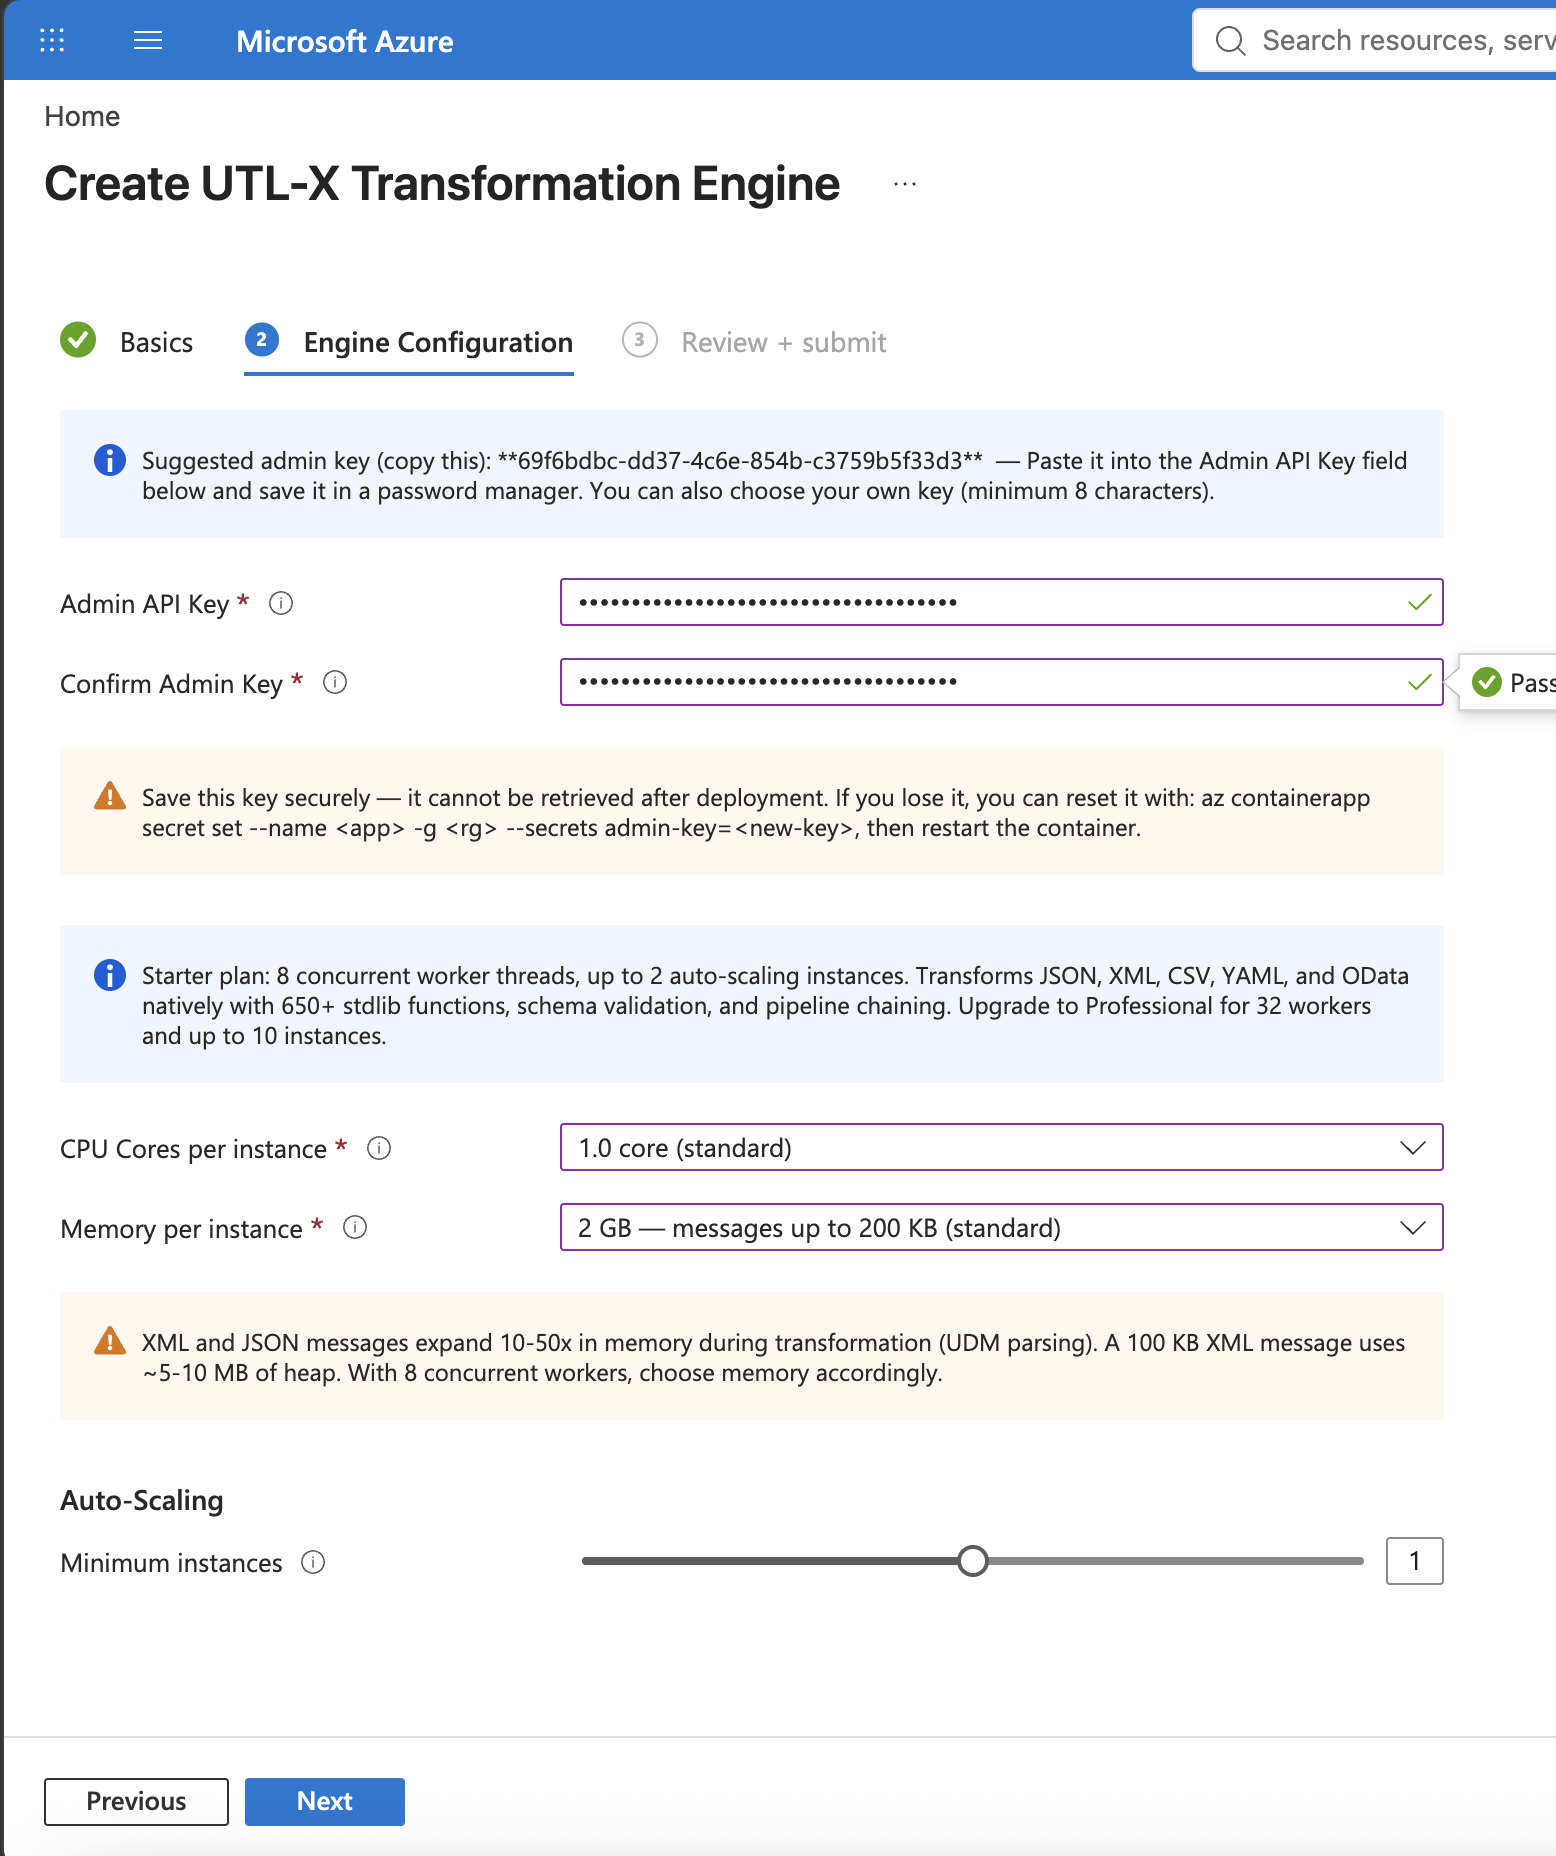 Microsoft Azure
Search resources, serv
Home
Create UTL-X Transformation Engine ...
Basics
2 Engine Configuration
3 Review + submit
Suggested admin key (copy this): **69f6bdbc-dd37-4c6e-854b-c3759b5f33d3** — Paste it into the Admin API Key field
below and save it in a password manager. You can also choose your own key (minimum 8 characters).
Admin API Key *
Confirm Admin Key *
Pass
Save this key securely — it cannot be retrieved after deployment. If you lose it, you can reset it with: az containerapp
secret set --name <app> -g <rg> --secrets admin-key=<new-key>, then restart the container.
Starter plan: 8 concurrent worker threads, up to 2 auto-scaling instances. Transforms JSON, XML, CSV, YAML, and OData
natively with 650+ stdlib functions, schema validation, and pipeline chaining. Upgrade to Professional for 32 workers
and up to 10 instances.
CPU Cores per instance *
1.0 core (standard)
Memory per instance *
2 GB — messages up to 200 KB (standard)
XML and JSON messages expand 10-50x in memory during transformation (UDM parsing). A 100 KB XML message uses
~5-10 MB of heap. With 8 concurrent workers, choose memory accordingly.
Auto-Scaling
Minimum instances
1
Previous
Next